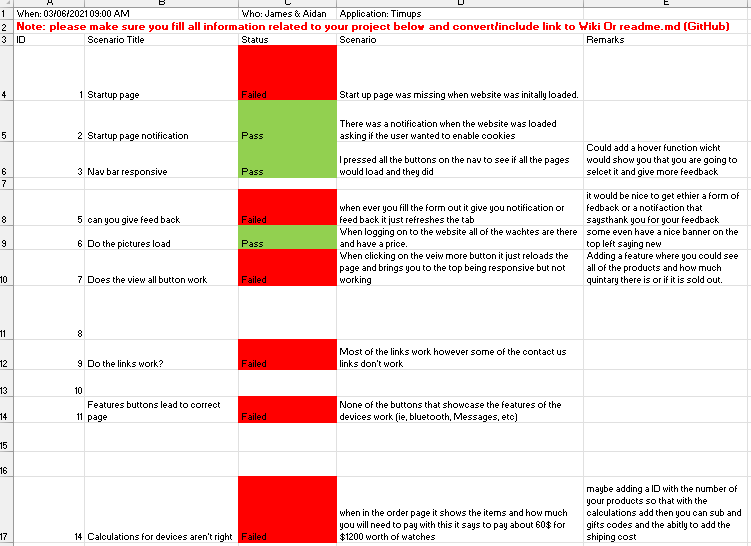 A B C D E
1 When: 03/06/2021 09:00 AM Who: James & Aidan Application: Timups
2 Note: please make sure you fill all information related to your project below and convert/include link to Wiki Or readme.md (GitHub)
3 ID Scenario Title Status Scenario Remarks
4 1 Startup page Failed Start up page was missing when website was initally loaded.
There was a notification when the website was loaded
5 2 Startup page notification Pass asking if the user wanted to enable cookies
Could add a hover function wicht
I pressed all the buttons on the nav to see if all the pages would show you that you are going to
6 3 Nav bar responsive Pass would load and they did selcet it and give more feedback
7
it would be nice to get ethier a form of
when ever you fill the form out it give you notification or fedback or a notifaction that
8 5 can you give feed back Failed feed back it just refreshes the tab saysthank you for your feedback
When logging on to the website all of the wachtes are there some even have a nice banner on the
9 6 Do the pictures load Pass and have a price. top left saying new
When clicking on the veiw more button it just reloads the Adding a feature where you could see
page and brings you to the top being responsive but not all of the products and how much
10 7 Does the view all button work Failed working quintary there is or if it is sold out.
11 8
Most of the links work however some of the contact us
12 9 Do the links work? Failed links don't work
13 10
Features buttons lead to correct None of the buttons that showcase the features of the
14 11 page Failed devices work (ie, bluetooth, Messages, etc)
15
16
maybe adding a ID with the number of
your products so that with the
when in the order page it shows the items and how much calculations add then you can sub and
you will need to pay with this it says to pay about 60$ for gifts codes and the abitly to add the
17 14 Calculations for devices aren't right Failed $1200 worth of watches shiping cost